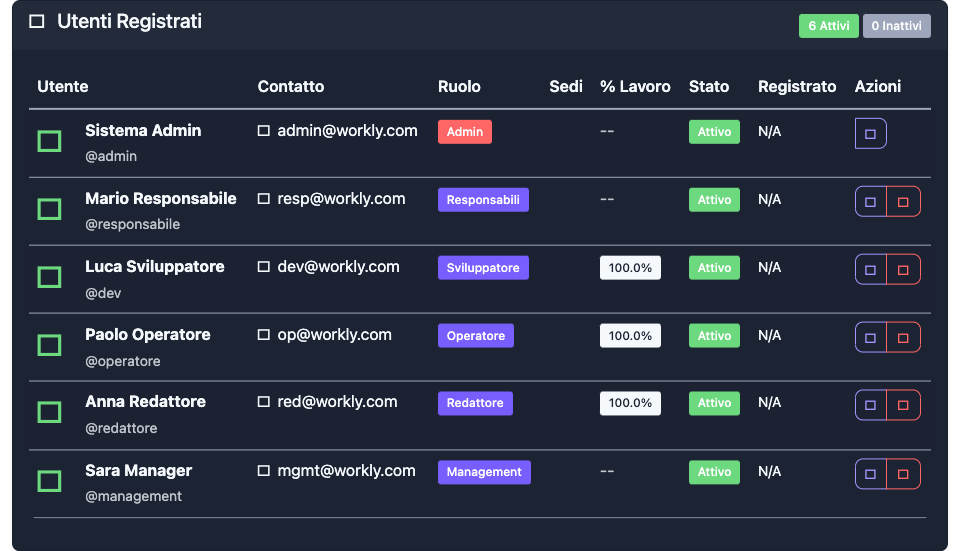 Utenti Registrati
6 Attivi 0 Inattivi
Utente Contatto Ruolo Sedi % Lavoro Stato Registrato Azioni
Sistema Admin admin@workly.com Admin -- Attivo N/A
@admin
Mario Responsabile resp@workly.com Responsabili -- Attivo N/A
@responsabile
Luca Sviluppatore dev@workly.com Sviluppatore 100.0% Attivo N/A
@dev
Paolo Operatore op@workly.com Operatore 100.0% Attivo N/A
@operatore
Anna Redattore red@workly.com Redattore 100.0% Attivo N/A
@redattore
Sara Manager mgmt@workly.com Management -- Attivo N/A
@management